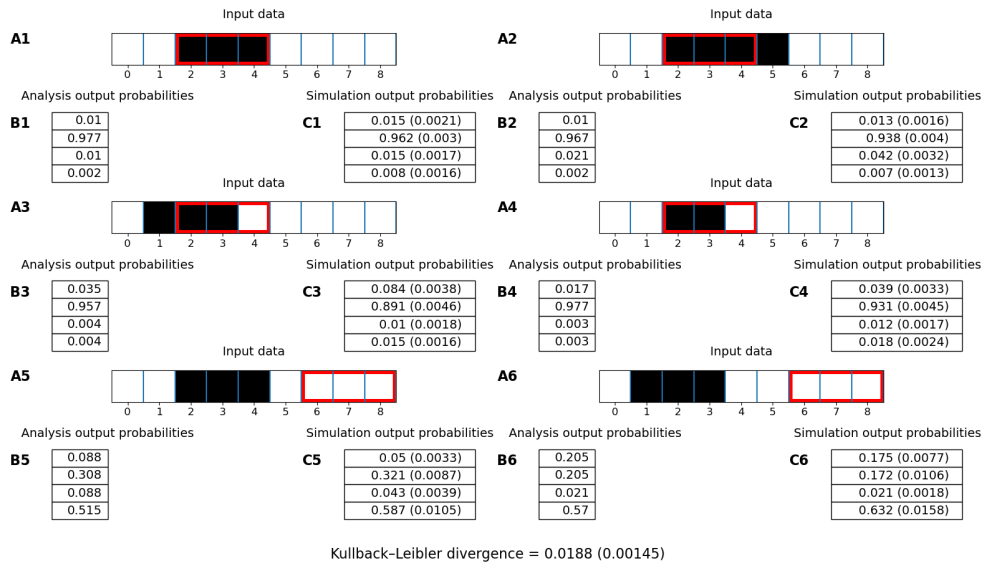 Input data Input data
A1 A2
0 1 2 3 4 5 6 7 8 0 1 2 3 4 5 6 7 8
Analysis output probabilities Simulation output probabilities Analysis output probabilities Simulation output probabilities
B1 0.01 C1 0.015 (0.0021) B2 0.01 C2 0.013 (0.0016)
0.977 0.962 (0.003) 0.967 0.938 (0.004)
0.01 0.015 (0.0017) 0.021 0.042 (0.0032)
0.002 0.008 (0.0016) 0.002 0.007 (0.0013)
Input data Input data
A3 A4
0 1 2 3 4 5 6 7 8 0 1 2 3 4 5 6 7 8
Analysis output probabilities Simulation output probabilities Analysis output probabilities Simulation output probabilities
B3 0.035 C3 0.084 (0.0038) B4 0.017 C4 0.039 (0.0033)
0.957 0.891 (0.0046) 0.977 0.931 (0.0045)
0.004 0.01 (0.0018) 0.003 0.012 (0.0017)
0.004 0.015 (0.0016) 0.003 0.018 (0.0024)
Input data Input data
A5 A6
0 1 2 3 4 5 6 7 8 0 1 2 3 4 5 6 7 8
Analysis output probabilities Simulation output probabilities Analysis output probabilities Simulation output probabilities
B5 0.088 C5 0.05 (0.0033) B6 0.205 C6 0.175 (0.0077)
0.308 0.321 (0.0087) 0.205 0.172 (0.0106)
0.088 0.043 (0.0039) 0.021 0.021 (0.0018)
0.515 0.587 (0.0105) 0.57 0.632 (0.0158)
Kullback–Leibler divergence = 0.0188 (0.00145)